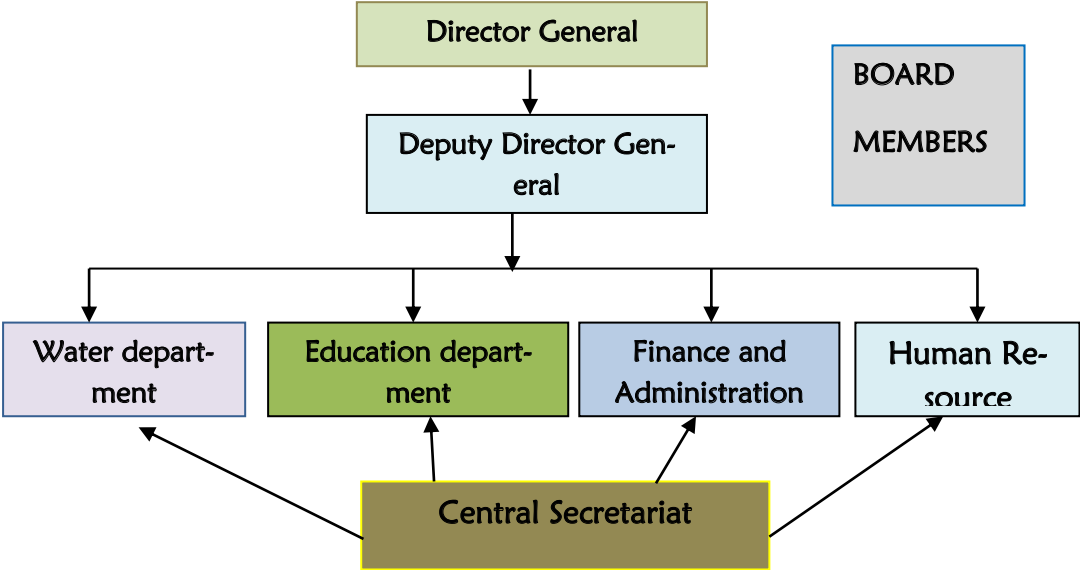 Director General
BOARD
MEMBERS
Deputy Director Gen-
eral
Water depart-
ment
Education depart-
ment
Finance and
Administration
Human Re-
source
Central Secretariat